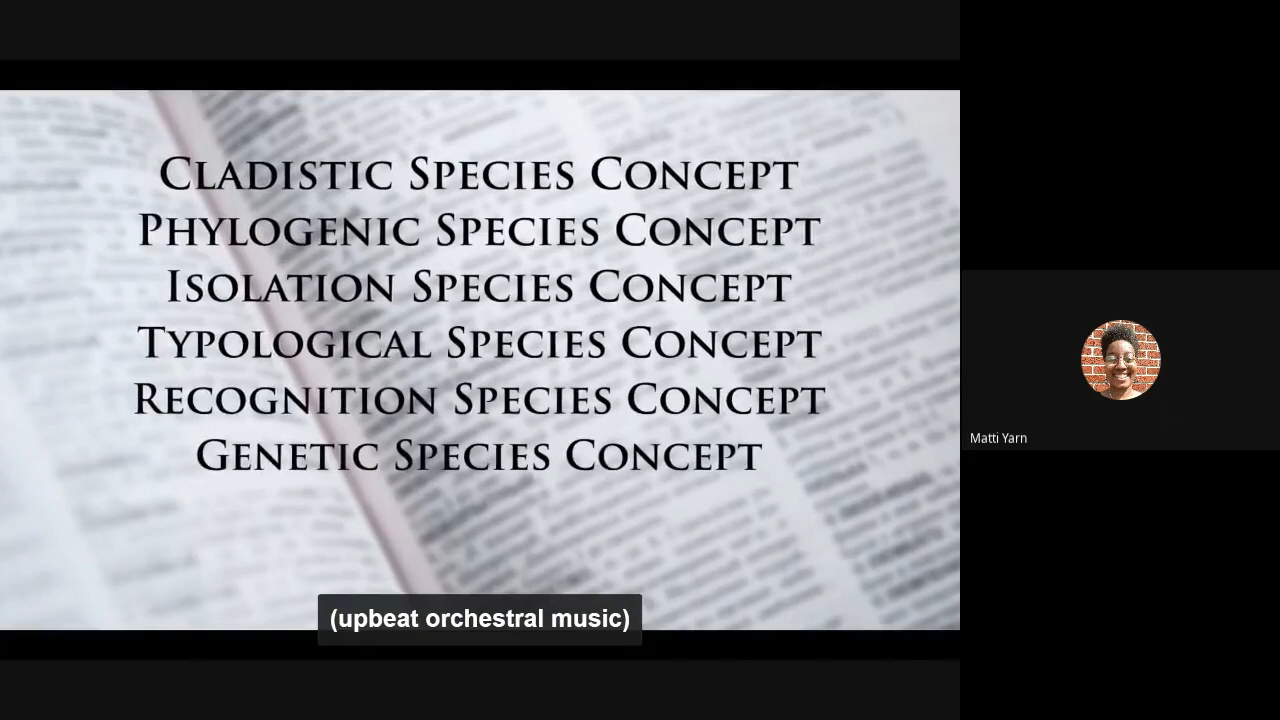 Cladistic Species Concept
Phylogenic Species Concept
Isolation Species Concept
Typological Species Concept
Recognition Species Concept
Genetic Species Concept
(upbeat orchestral music)
Matti Yarn